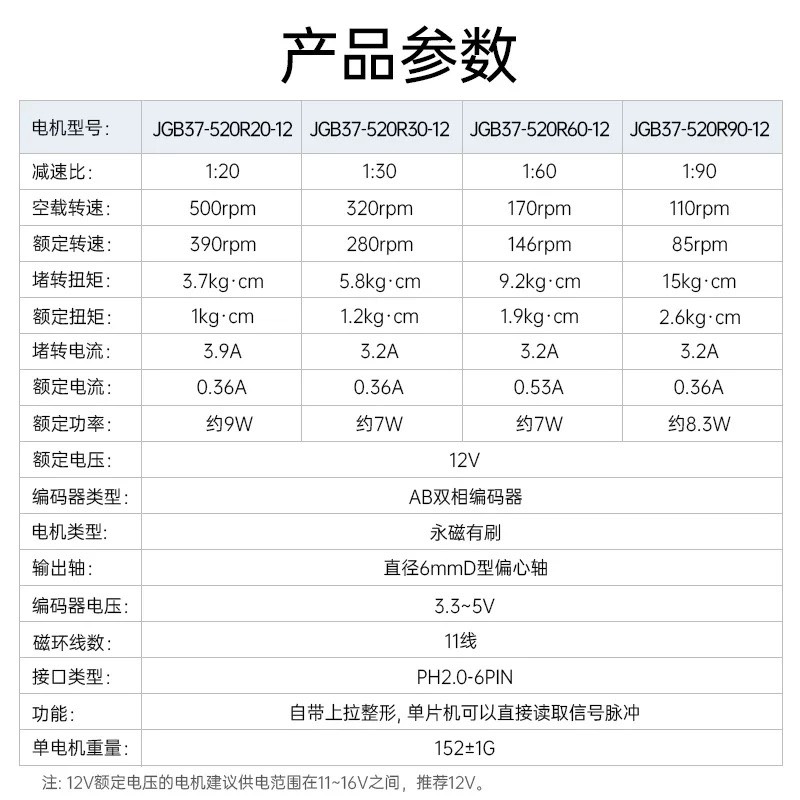 产品参数
电机型号: JGB37-520R20-12 JGB37-520R30-12 JGB37-520R60-12 JGB37-520R90-12
减速比: 1:20 1:30 1:60 1:90
空载转速: 500rpm 320rpm 170rpm 110rpm
额定转速: 390rpm 280rpm 146rpm 85rpm
堵转扭矩: 3.7kg·cm 5.8kg·cm 9.2kg·cm 15kg·cm
额定扭矩: 1kg·cm 1.2kg·cm 1.9kg·cm 2.6kg·cm
堵转电流: 3.9A 3.2A 3.2A 3.2A
额定电流: 0.36A 0.36A 0.53A 0.36A
额定功率: 约9W 约7W 约7W 约8.3W
额定电压: 12V
编码器类型: AB双相编码器
电机类型: 永磁有刷
输出轴: 直径6mmD型偏心轴
编码器电压: 3.3~5V
磁环线数: 11线
接口类型: PH2.0-6PIN
功能: 自带上拉整形, 单片机可以直接读取信号脉冲
单电机重量: 152±1G
注: 12V额定电压的电机建议供电范围在11~16V之间，推荐12V。